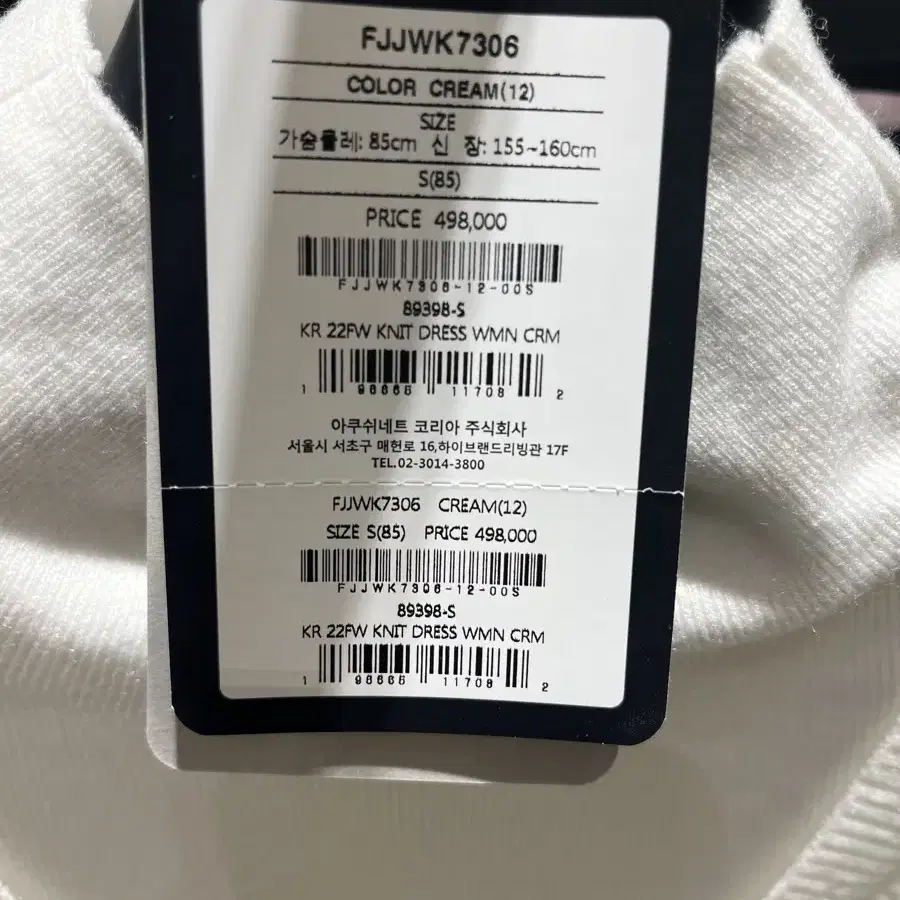 FJJWK7306
COLOR CREAM(12)
SIZE
가슴둘레: 85cm 신 장: 155~160cm
S(85)
PRICE 498,000
FJJWK7306-12-00S
89398-S
KR 22FW KNIT DRESS WMN CRM
1 96665 11708 2
아쿠쉬네트 코리아 주식회사
서울시 서초구 매헌로 16,하이브랜드리빙관 17F
TEL.02-3014-3800
FJJWK7306 CREAM(12)
SIZE S(85) PRICE 498,000
FJJWK7306-12-00S
89398-S
KR 22FW KNIT DRESS WMN CRM
1 96665 11708 2